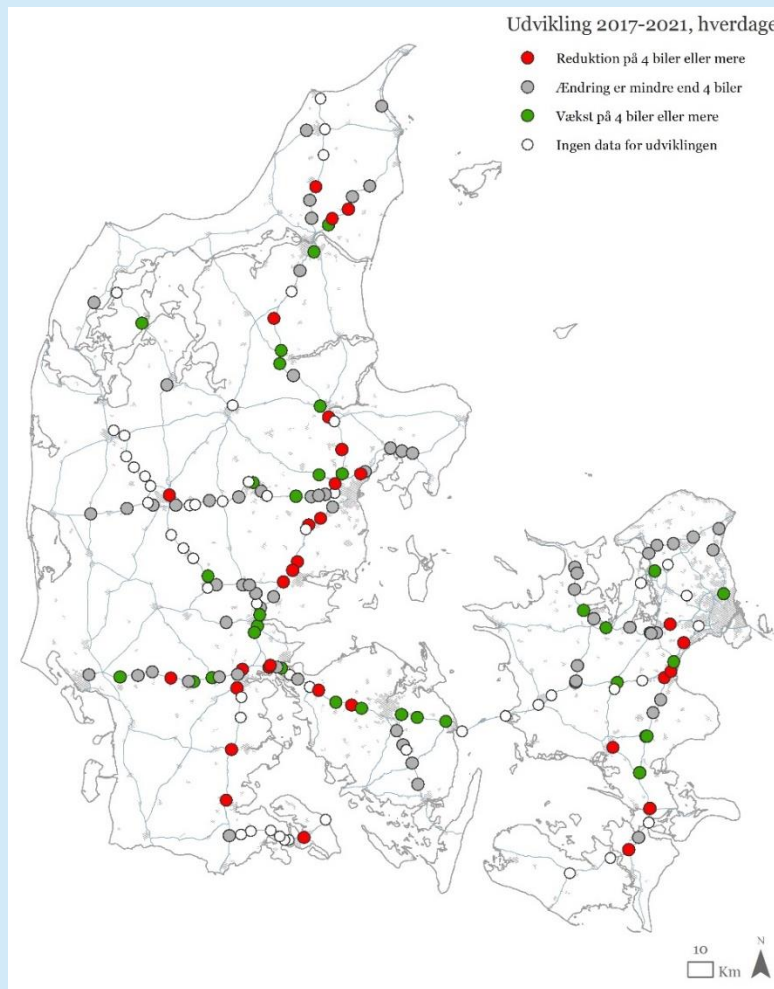 Udvikling 2017-2021, hverdage
Reduktion på 4 biler eller mere
Ændring er mindre end 4 biler
Vækst på 4 biler eller mere
Ingen data for udviklingen
10
Km
N